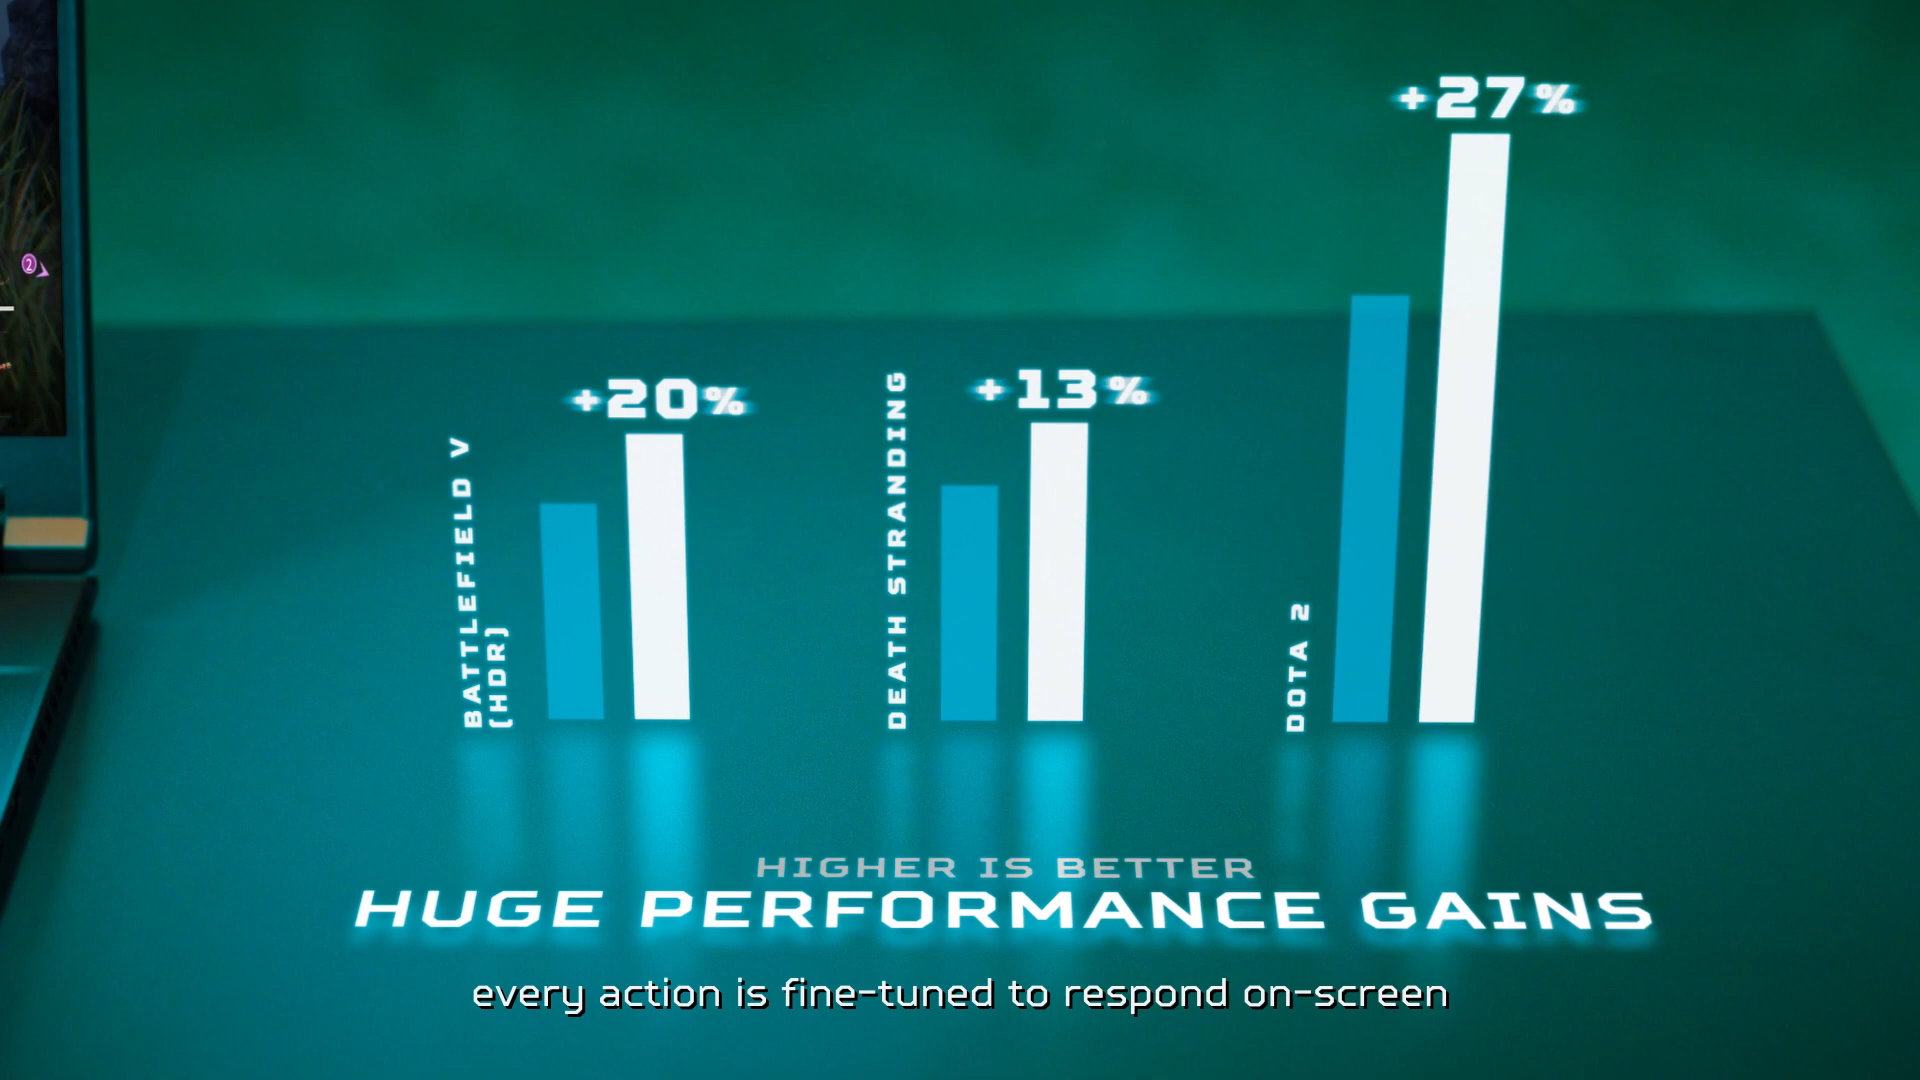 2
+27%
+20%
+13%
BATTLEFIELD V
(HDR)
DEATH STRANDING
DOTA 2
HIGHER IS BETTER
HUGE PERFORMANCE GAINS
every action is fine-tuned to respond on-screen